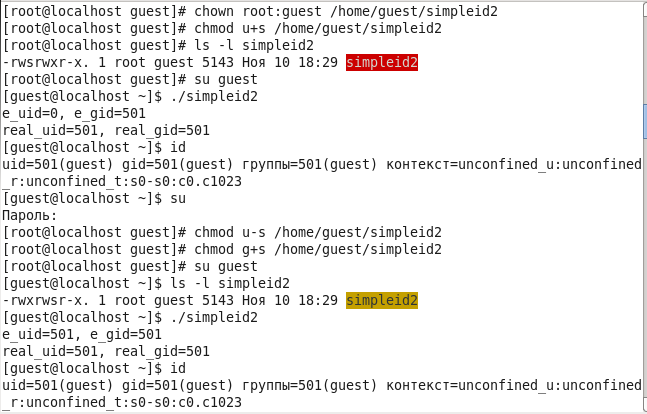 [root@localhost guest]# chown root:guest /home/guest/simpleid2
[root@localhost guest]# chmod u+s /home/guest/simpleid2
[root@localhost guest]# ls -l simpleid2
-rwsrwxr-x. 1 root guest 5143 Ноя 10 18:29 simpleid2
[root@localhost guest]# su guest
[guest@localhost ~]$ ./simpleid2
e_uid=0, e_gid=501
real_uid=501, real_gid=501
[guest@localhost ~]$ id
uid=501(guest) gid=501(guest) группы=501(guest) контекст=unconfined_u:unconfined
_r:unconfined_t:s0-s0:c0.c1023
[guest@localhost ~]$ su
Пароль:
[root@localhost guest]# chmod u-s /home/guest/simpleid2
[root@localhost guest]# chmod g+s /home/guest/simpleid2
[root@localhost guest]# su guest
[guest@localhost ~]$ ls -l simpleid2
-rwxrwsr-x. 1 root guest 5143 Ноя 10 18:29 simpleid2
[guest@localhost ~]$ ./simpleid2
e_uid=501, e_gid=501
real_uid=501, real_gid=501
[guest@localhost ~]$ id
uid=501(guest) gid=501(guest) группы=501(guest) контекст=unconfined_u:unconfined
_r:unconfined_t:s0-s0:c0.c1023